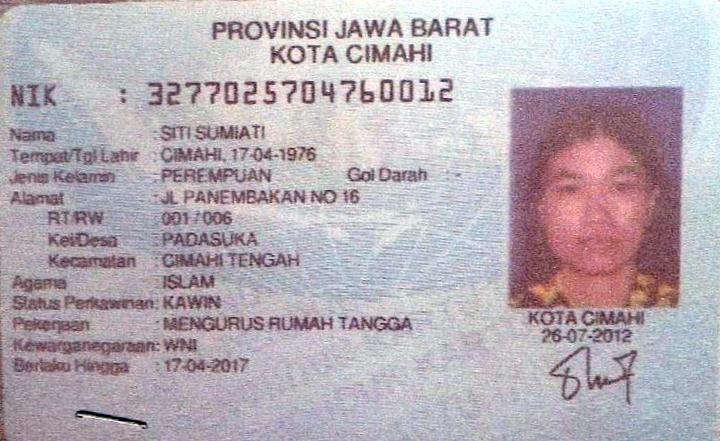 PROVINSI JAWA BARAT
KOTA CIMAHI
NIK : 3277025704760012
Nama : SITI SUMIATI
Tempat/Tgl Lahir : CIMAHI, 17-04-1976
Jenis Kelamin : PEREMPUAN Gol Darah : -
Alamat : JL PANEMBAKAN NO 16
RT/RW : 001 / 006
Kel/Desa : PADASUKA
Kecamatan : CIMAHI TENGAH
Agama : ISLAM
Status Perkawinan: KAWIN
Pekerjaan : MENGURUS RUMAH TANGGA
Kewarganegaraan: WNI
Berlaku Hingga : 17-04-2017
KOTA CIMAHI
26-07-2012